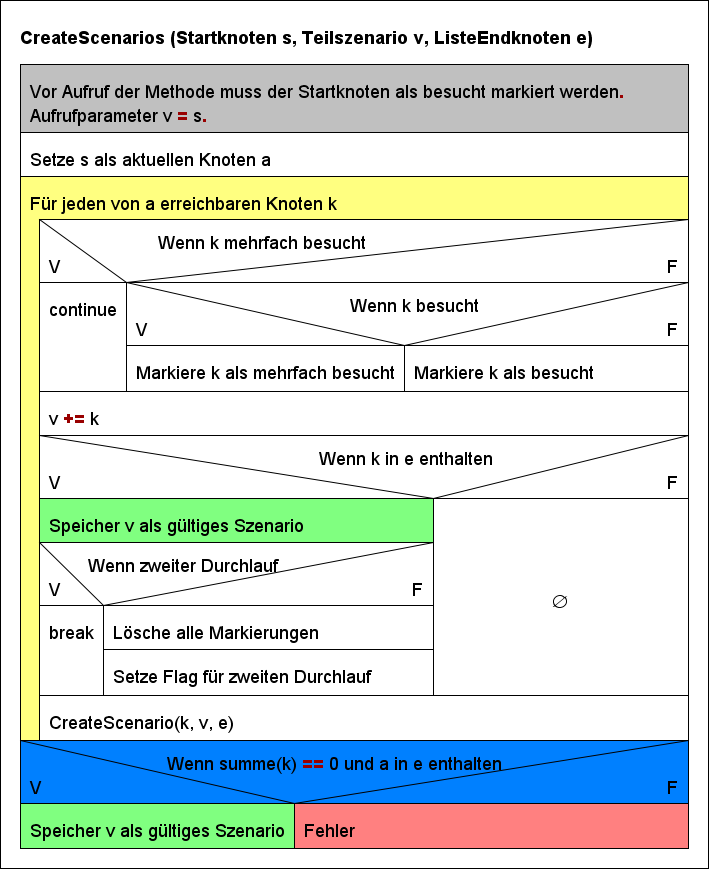 CreateScenarios (Startknoten s, Teilszenario v, ListeEndknoten e)
Vor Aufruf der Methode muss der Startknoten als besucht markiert werden.
Aufrufparameter v = s.
Setze s als aktuellen Knoten a
Für jeden von a erreichbaren Knoten k
Wenn k mehrfach besucht
V F
continue
Wenn k besucht
V F
Markiere k als mehrfach besucht
Markiere k als besucht
v += k
Wenn k in e enthalten
V F
Speicher v als gültiges Szenario
Wenn zweiter Durchlauf
V F
∅
break
Lösche alle Markierungen
Setze Flag für zweiten Durchlauf
CreateScenario(k, v, e)
Wenn summe(k) == 0 und a in e enthalten
V F
Speicher v als gültiges Szenario
Fehler